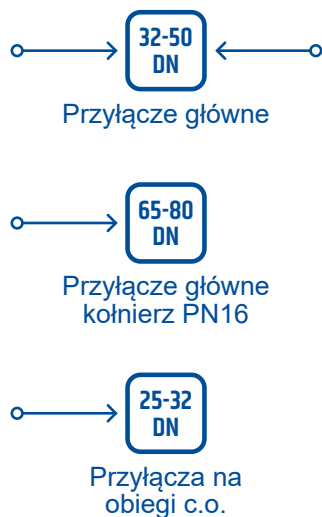 32-50
DN
Przyłącze główne
65-80
DN
Przyłącze główne
kołnierz PN16
25-32
DN
Przyłącza na
obiegi c.o.